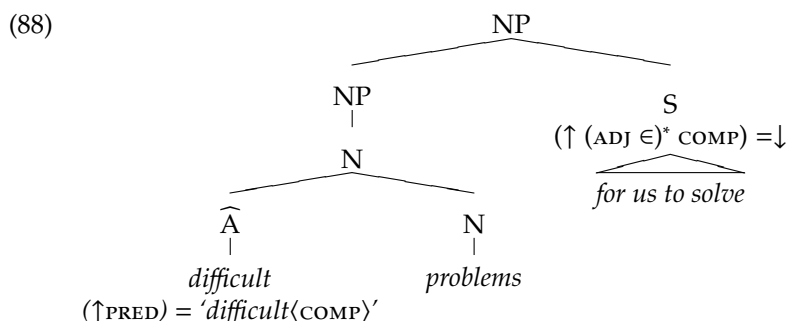 (88)
NP
NP
S
(↑ (ADJ ∈)* COMP) =↓
N
for us to solve
Â
N
difficult
problems
(↑PRED) = ‘difficult⟨COMP⟩’